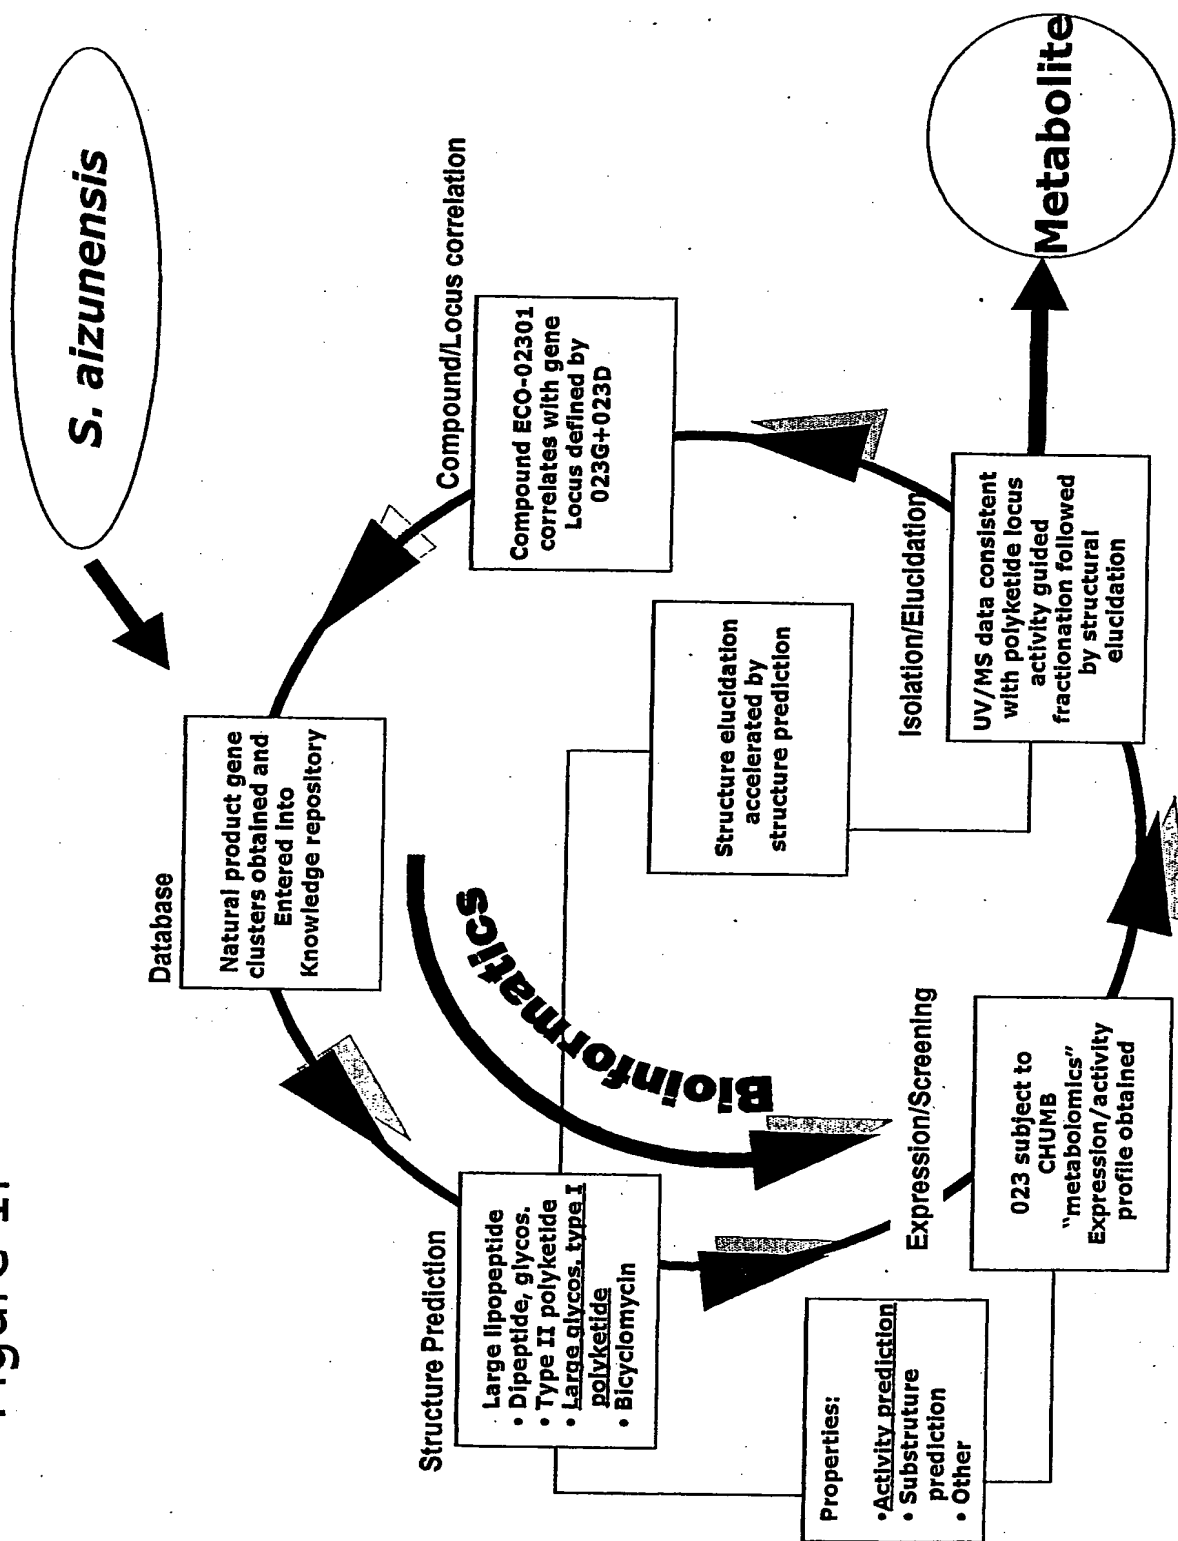 S. aizunensis
Database
Natural product gene
clusters obtained and
Entered into
Knowledge repository
Structure Prediction
Large lipopeptide
• Dipeptide, glycos.
• Type II polyketide
• Large glycos. type I
polyketide
• Bicyclomycin
Bioinformatics
Compound/Locus correlation
Compound ECO-02301
correlates with gene
Locus defined by
023G+023D
Structure elucidation
accelerated by
structure prediction
Properties:
•Activity prediction
• Substruture
prediction
• Other
Expression/Screening
023 subject to
CHUMB
“metabolomics”
Expression/activity
profile obtained
Isolation/Elucidation
UV/MS data consistent
with polyketide locus
activity guided
fractionation followed
by structural
elucidation
Metabolite